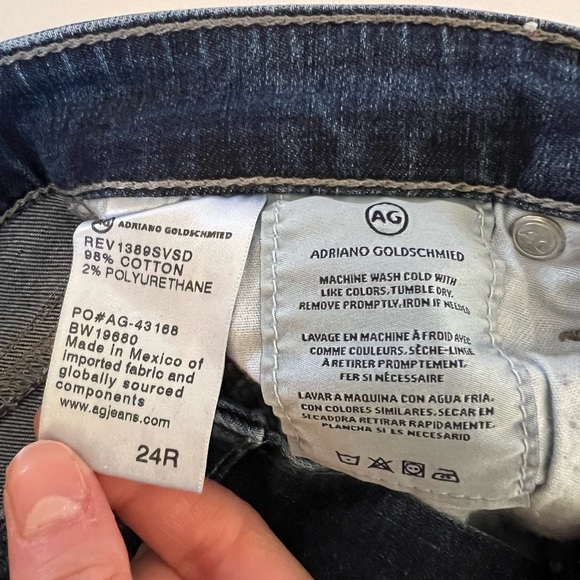 AG ADRIANO GOLDSCHMIED
REV1389SVSD
98% COTTON
2% POLYURETHANE
PO#AG-43168
BW19680
Made in Mexico of
imported fabric and
globally sourced
components
www.agjeans.com
24R
AG
ADRIANO GOLDSCHMIED
MACHINE WASH COLD WITH
LIKE COLORS, TUMBLE DRY,
REMOVE PROMPTLY, IRON IF NEEDED
LAVAGE EN MACHINE À FROID AVEC
COMME COULEURS, SÈCHE-LINGE
À RETIRER PROMPTEMENT,
FER SI NÉCESSAIRE
LAVAR A MAQUINA CON AGUA FRIA,
CON COLORES SIMILARES, SECAR EN
SECADORA RETIRAR RAPIDAMENTE,
PLANCHA SI ES NECESARIO